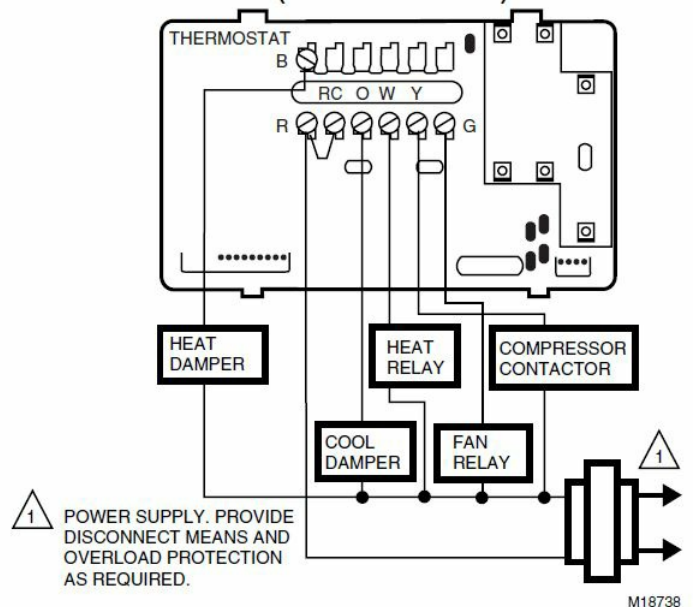 THERMOSTAT
B
RC O W Y
R
G
HEAT
DAMPER
HEAT
RELAY
COMPRESSOR
CONTACTOR
COOL
DAMPER
FAN
RELAY
1
1
POWER SUPPLY. PROVIDE
DISCONNECT MEANS AND
OVERLOAD PROTECTION
AS REQUIRED.
M18738